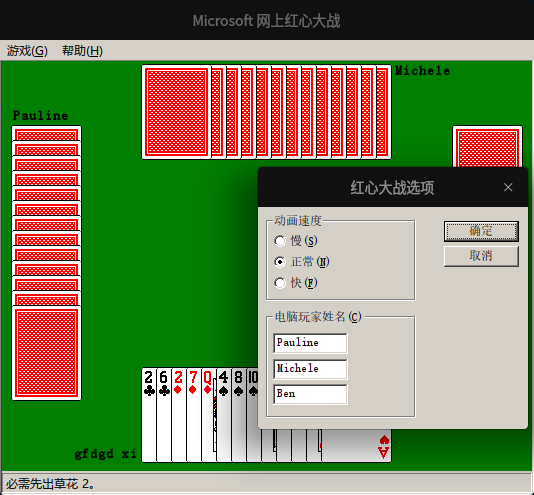 Microsoft 网上红心大战
游戏(G) 帮助(H)
Michele
Pauline
红心大战选项
动画速度
慢(S)
正常(N)
快(F)
确定
取消
电脑玩家姓名(C)
Pauline
Michele
Ben
2 6 2 7 Q 4 8 10
A
gfdgd xi
必需先出草花 2。